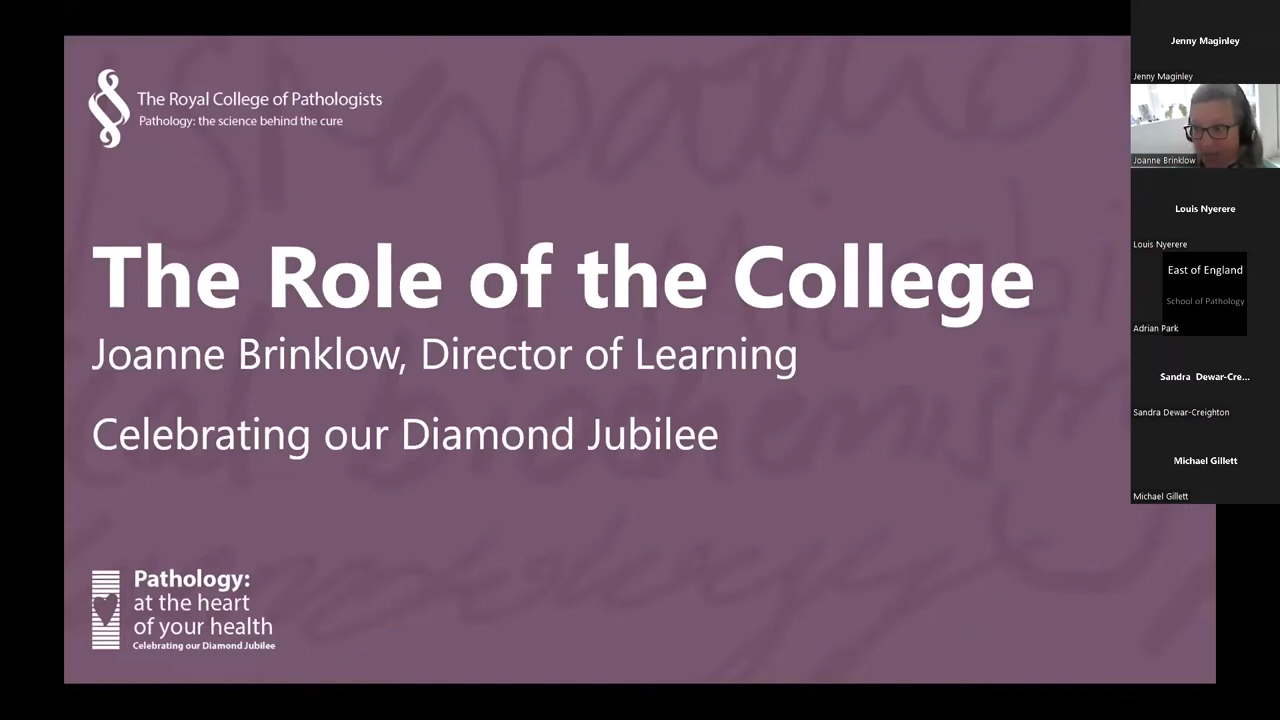 The Royal College of Pathologists
Pathology: the science behind the cure
The Role of the College
Joanne Brinklow, Director of Learning
Celebrating our Diamond Jubilee
Pathology:
at the heart
of your health
Celebrating our Diamond Jubilee
Jenny Maginley
Jenny Maginley
Joanne Brinklow
Louis Nyerere
Louis Nyerere
East of England
School of Pathology
Adrian Park
Sandra Dewar-Cre...
Sandra Dewar-Creighton
Michael Gillett
Michael Gillett